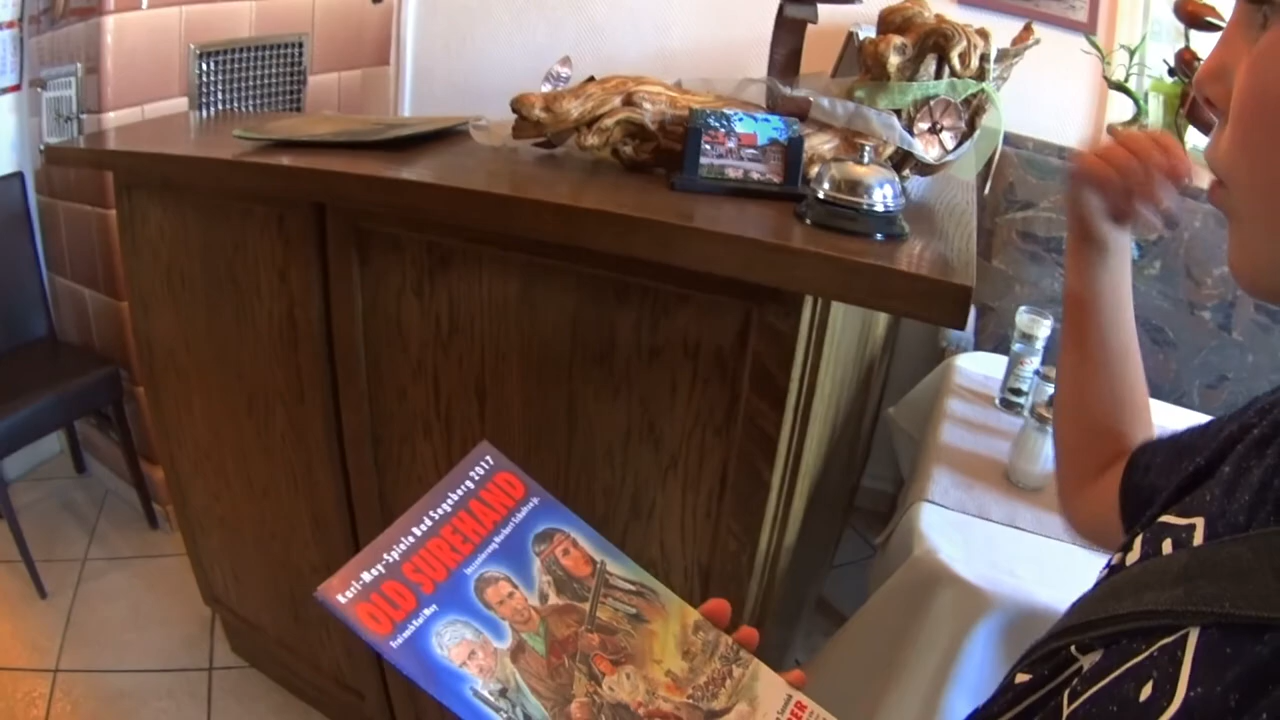 Karl-May-Spiele Bad Segeberg 2017
OLD SUREHAND
Frei nach Karl May
Inszenierung Norbert Schultze jr.